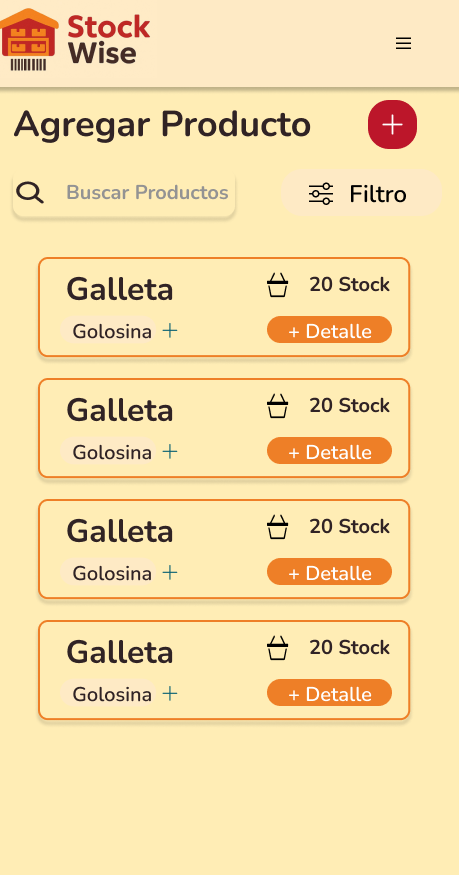 Stock
Wise
Agregar Producto
Buscar Productos
Filtro
Galleta
20 Stock
Golosina +
+ Detalle
Galleta
20 Stock
Golosina +
+ Detalle
Galleta
20 Stock
Golosina +
+ Detalle
Galleta
20 Stock
Golosina +
+ Detalle